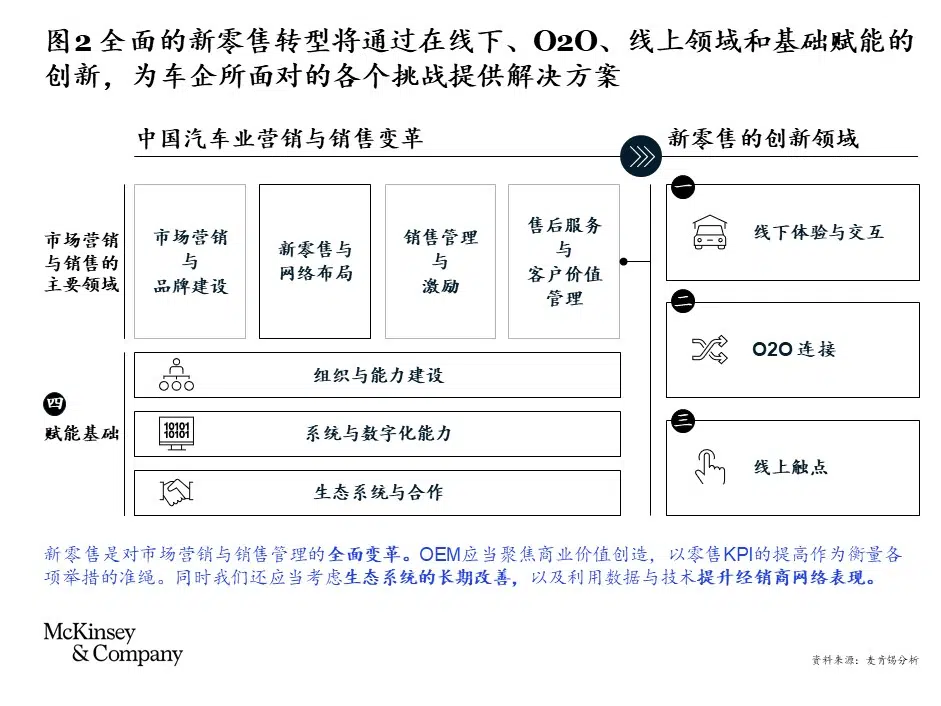 图2 全面的新零售转型将通过在线下、O2O、线上领域和基础赋能的
创新，为车企所面对的各个挑战提供解决方案
中国汽车业营销与销售变革
新零售的创新领域
市场营销
与销售的
主要领域
市场营销
与
品牌建设
新零售与
网络布局
销售管理
与
激励
售后服务
与
客户价值
管理
一
线下体验与交互
二
O2O 连接
三
线上触点
四
赋能基础
组织与能力建设
18101
10101
系统与数字化能力
生态系统与合作
新零售是对市场营销与销售管理的全面变革。OEM应当聚焦商业价值创造，以零售KPI的提高作为衡量各
项举措的准绳。同时我们还应当考虑生态系统的长期改善，以及利用数据与技术提升经销商网络表现。
McKinsey
& Company
资料来源：麦肯锡分析